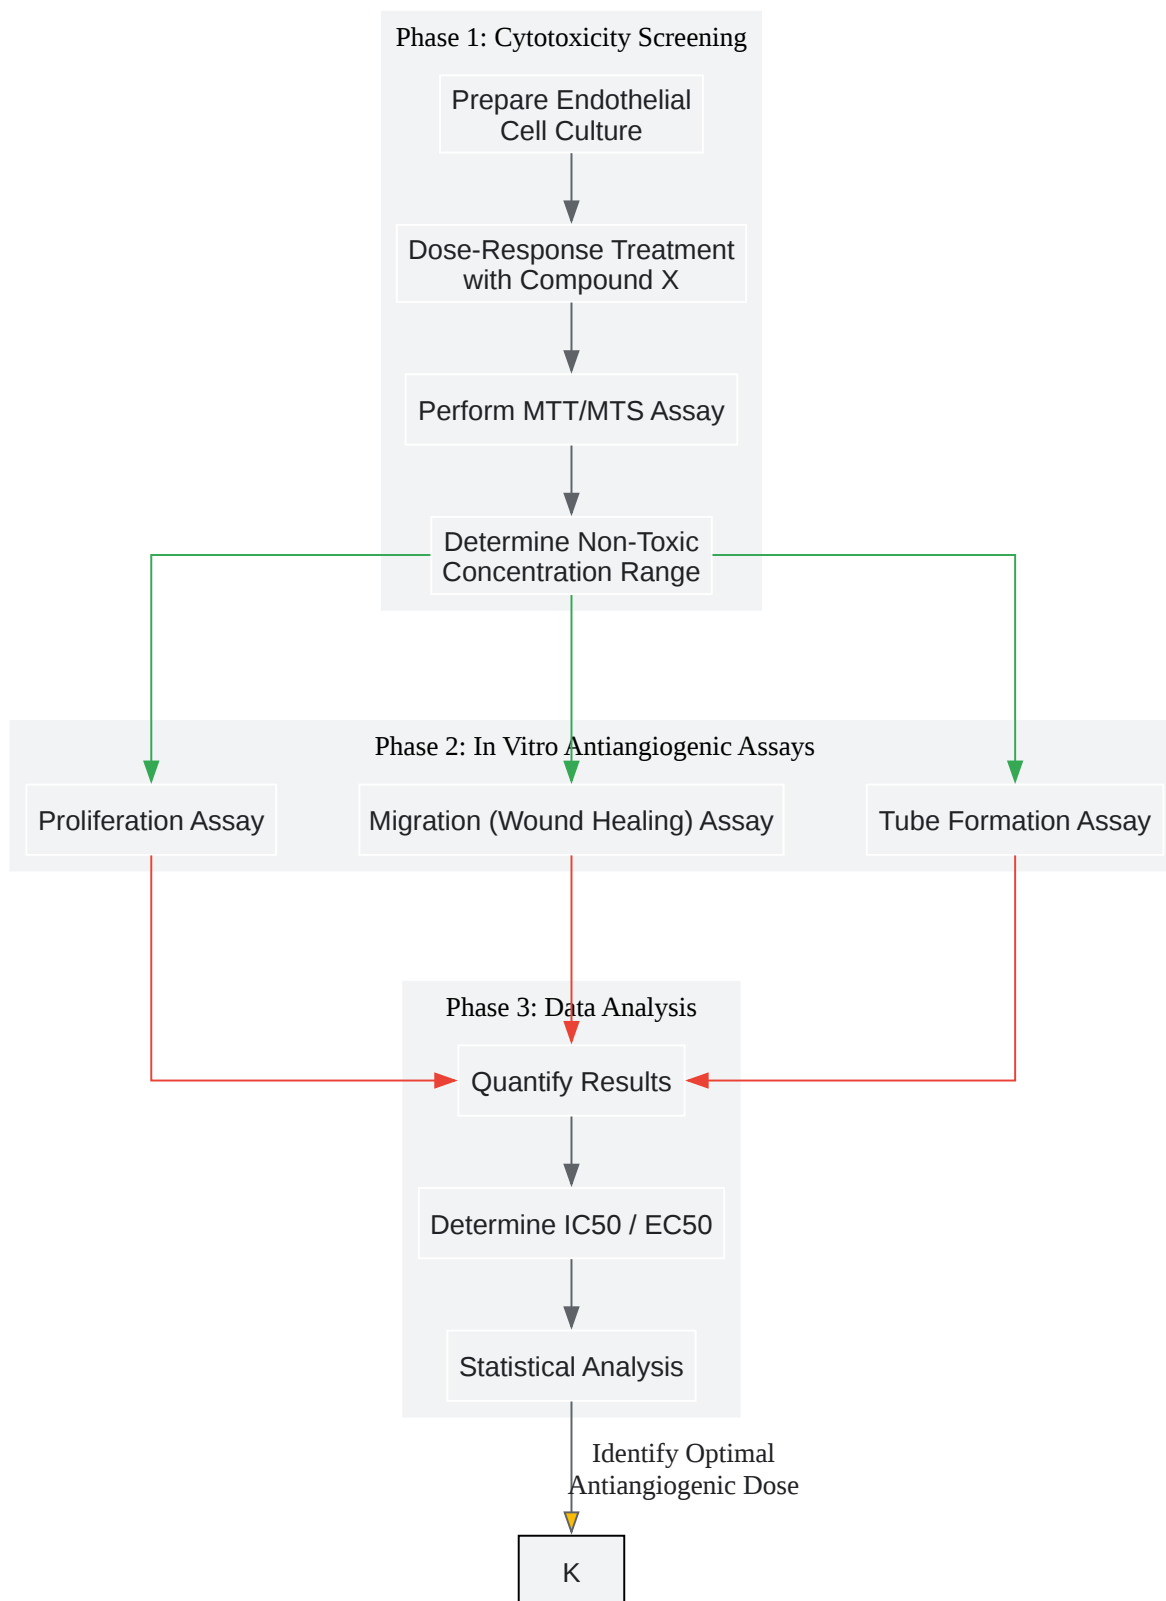 Phase 1: Cytotoxicity Screening
Prepare Endothelial
Cell Culture
Dose-Response Treatment
with Compound X
Perform MTT/MTS Assay
Determine Non-Toxic
Concentration Range
Phase 2: In Vitro Antiangiogenic Assays
Proliferation Assay
Migration (Wound Healing) Assay
Tube Formation Assay
Phase 3: Data Analysis
Quantify Results
Determine IC50 / EC50
Statistical Analysis
Identify Optimal
Antiangiogenic Dose
K